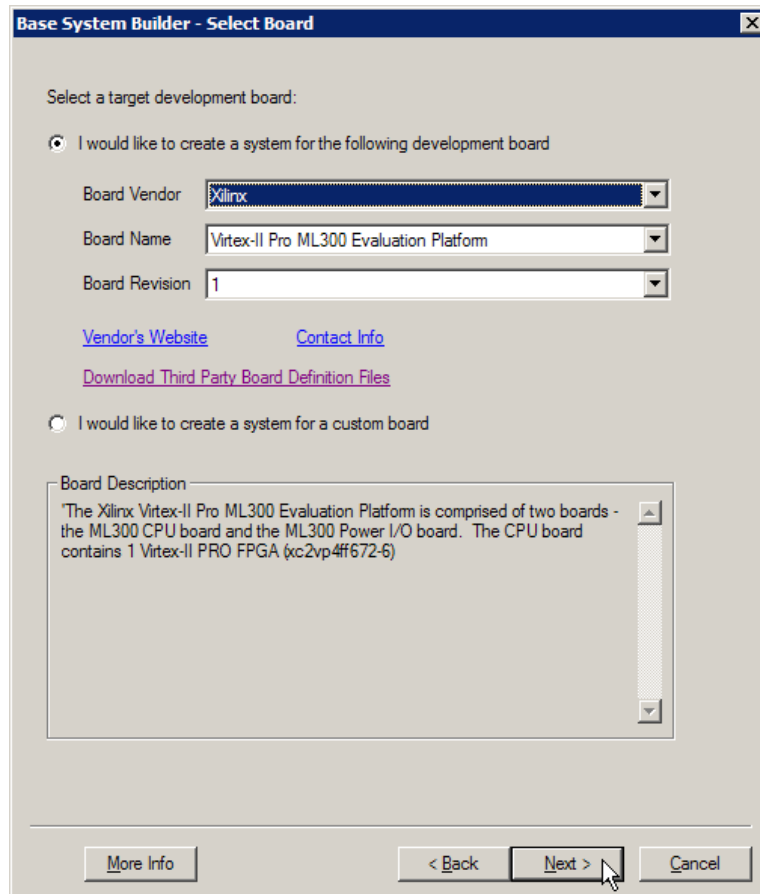 Base System Builder - Select Board
Select a target development board:
I would like to create a system for the following development board
Board Vendor Xilinx
Board Name Virtex-II Pro ML300 Evaluation Platform
Board Revision 1
Vendor's Website Contact Info
Download Third Party Board Definition Files
I would like to create a system for a custom board
Board Description
"The Xilinx Virtex-II Pro ML300 Evaluation Platform is comprised of two boards -
the ML300 CPU board and the ML300 Power I/O board. The CPU board
contains 1 Virtex-II PRO FPGA (xc2vp4ff672-6)
More Info < Back Next > Cancel